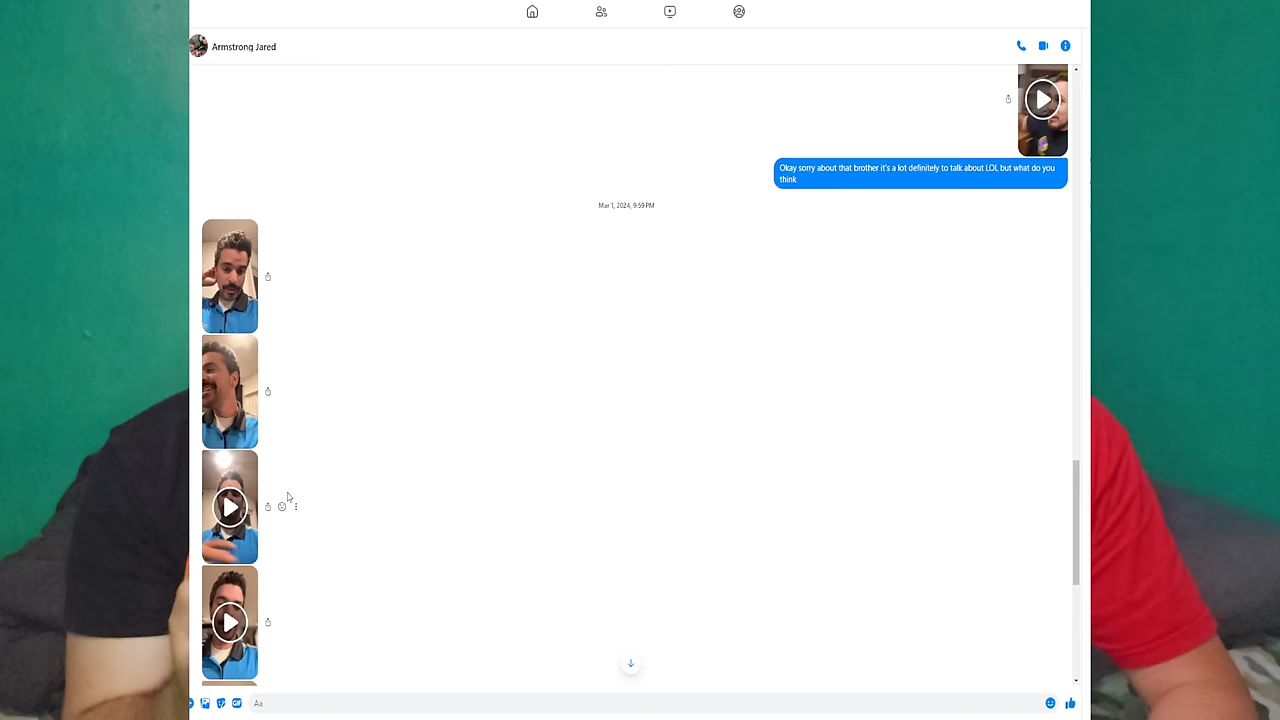 Armstrong Jared
Okay sorry about that brother it's a lot definitely to talk about LOL but what do you
think
Mar 1, 2024, 9:59 PM
GIF
Aa